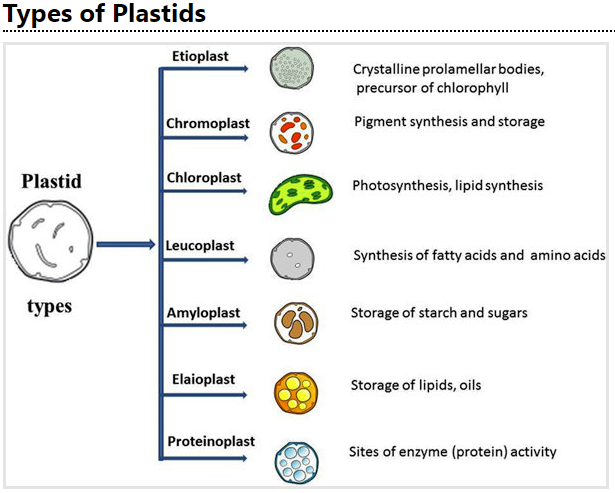 Types of Plastids
Etioplast
Crystalline prolamellar bodies,
precursor of chlorophyll
Chromoplast
Pigment synthesis and storage
Chloroplast
Photosynthesis, lipid synthesis
Plastid
types
Leucoplast
Synthesis of fatty acids and amino acids
Amyloplast
Storage of starch and sugars
Elaioplast
Storage of lipids, oils
Proteinoplast
Sites of enzyme (protein) activity